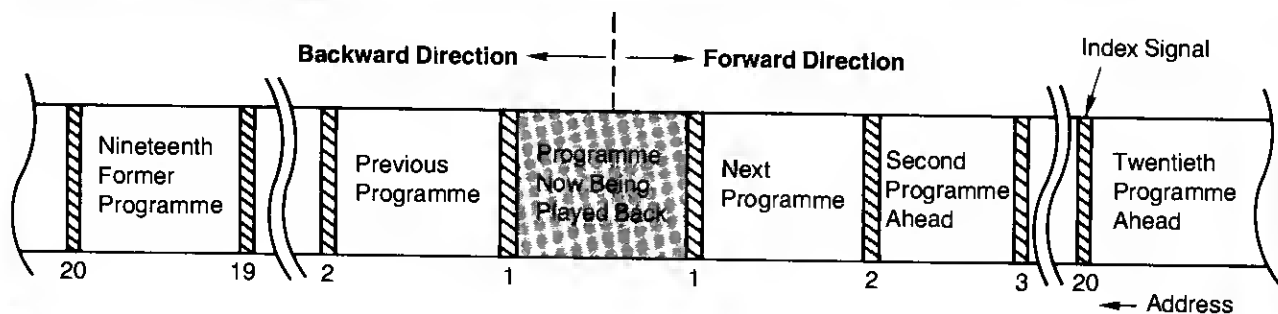 Backward Direction
Forward Direction
Index Signal
Nineteenth
Former
Programme
Previous
Programme
Programme
Now Being
Played Back
Next
Programme
Second
Programme
Ahead
Twentieth
Programme
Ahead
20
19
2
1
1
2
3
20
Address